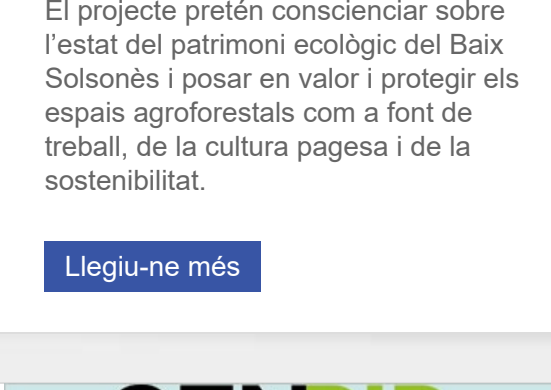 El projecte pretén conscienciar sobre
l’estat del patrimoni ecològic del Baix
Solsonès i posar en valor i protegir els
espais agroforestals com a font de
treball, de la cultura pagesa i de la
sostenibilitat.
Llegiu-ne més